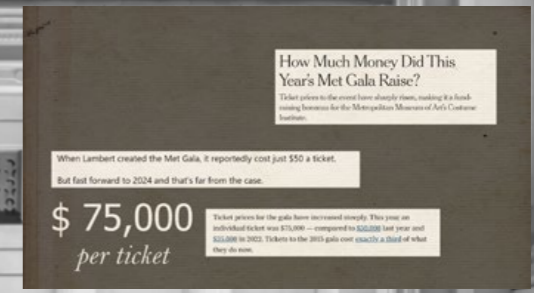 How Much Money Did This
Year's Met Gala Raise?
Ticket prices to the event have sharply risen, making it a fund-
raising bonanza for the Metropolitan Museum of Art's Costume
Institute.
When Lambert created the Met Gala, it reportedly cost just $50 a ticket.
But fast forward to 2024 and that's far from the case.
$ 75,000
per ticket
Ticket prices for the gala have increased steeply. This year, an
individual ticket was $75,000 — compared to $50,000 last year and
$35,000 in 2022. Tickets to the 2015 gala cost exactly a third of what
they do now.